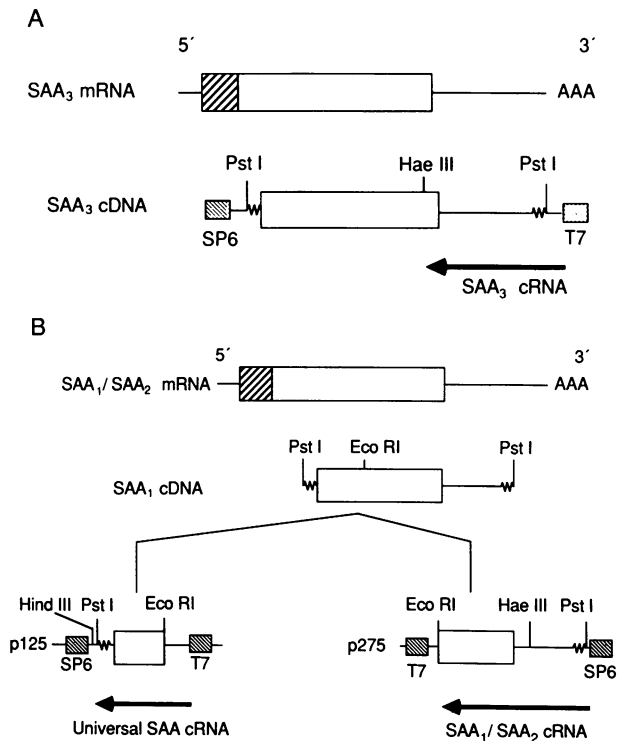 A
5´ 3´
SAA₃ mRNA AAA
Pst I Hae III Pst I
SAA₃ cDNA
SP6 T7
SAA₃ cRNA
B
5´ 3´
SAA₁/ SAA₂ mRNA AAA
Pst I Eco RI Pst I
SAA₁ cDNA
Hind III Pst I Eco RI Eco RI Hae III Pst I
p125 SP6 T7 p275 T7 SP6
Universal SAA cRNA SAA₁/ SAA₂ cRNA